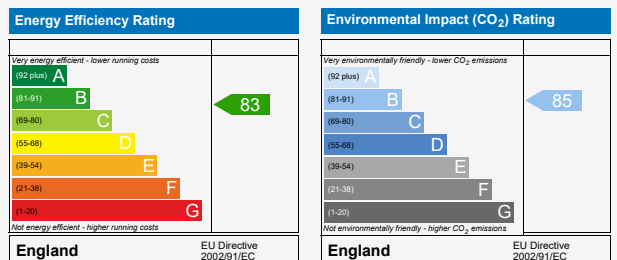 Energy Efficiency Rating
Very energy efficient - lower running costs
(92 plus) A
(81-91) B
83
(69-80) C
(55-68) D
(39-54) E
(21-38) F
(1-20) G
Not energy efficient - higher running costs
England
EU Directive
2002/91/EC
Environmental Impact (CO2) Rating
Very environmentally friendly - lower CO2 emissions
(92 plus) A
(81-91) B
85
(69-80) C
(55-68) D
(39-54) E
(21-38) F
(1-20) G
Not environmentally friendly - higher CO2 emissions
England
EU Directive
2002/91/EC